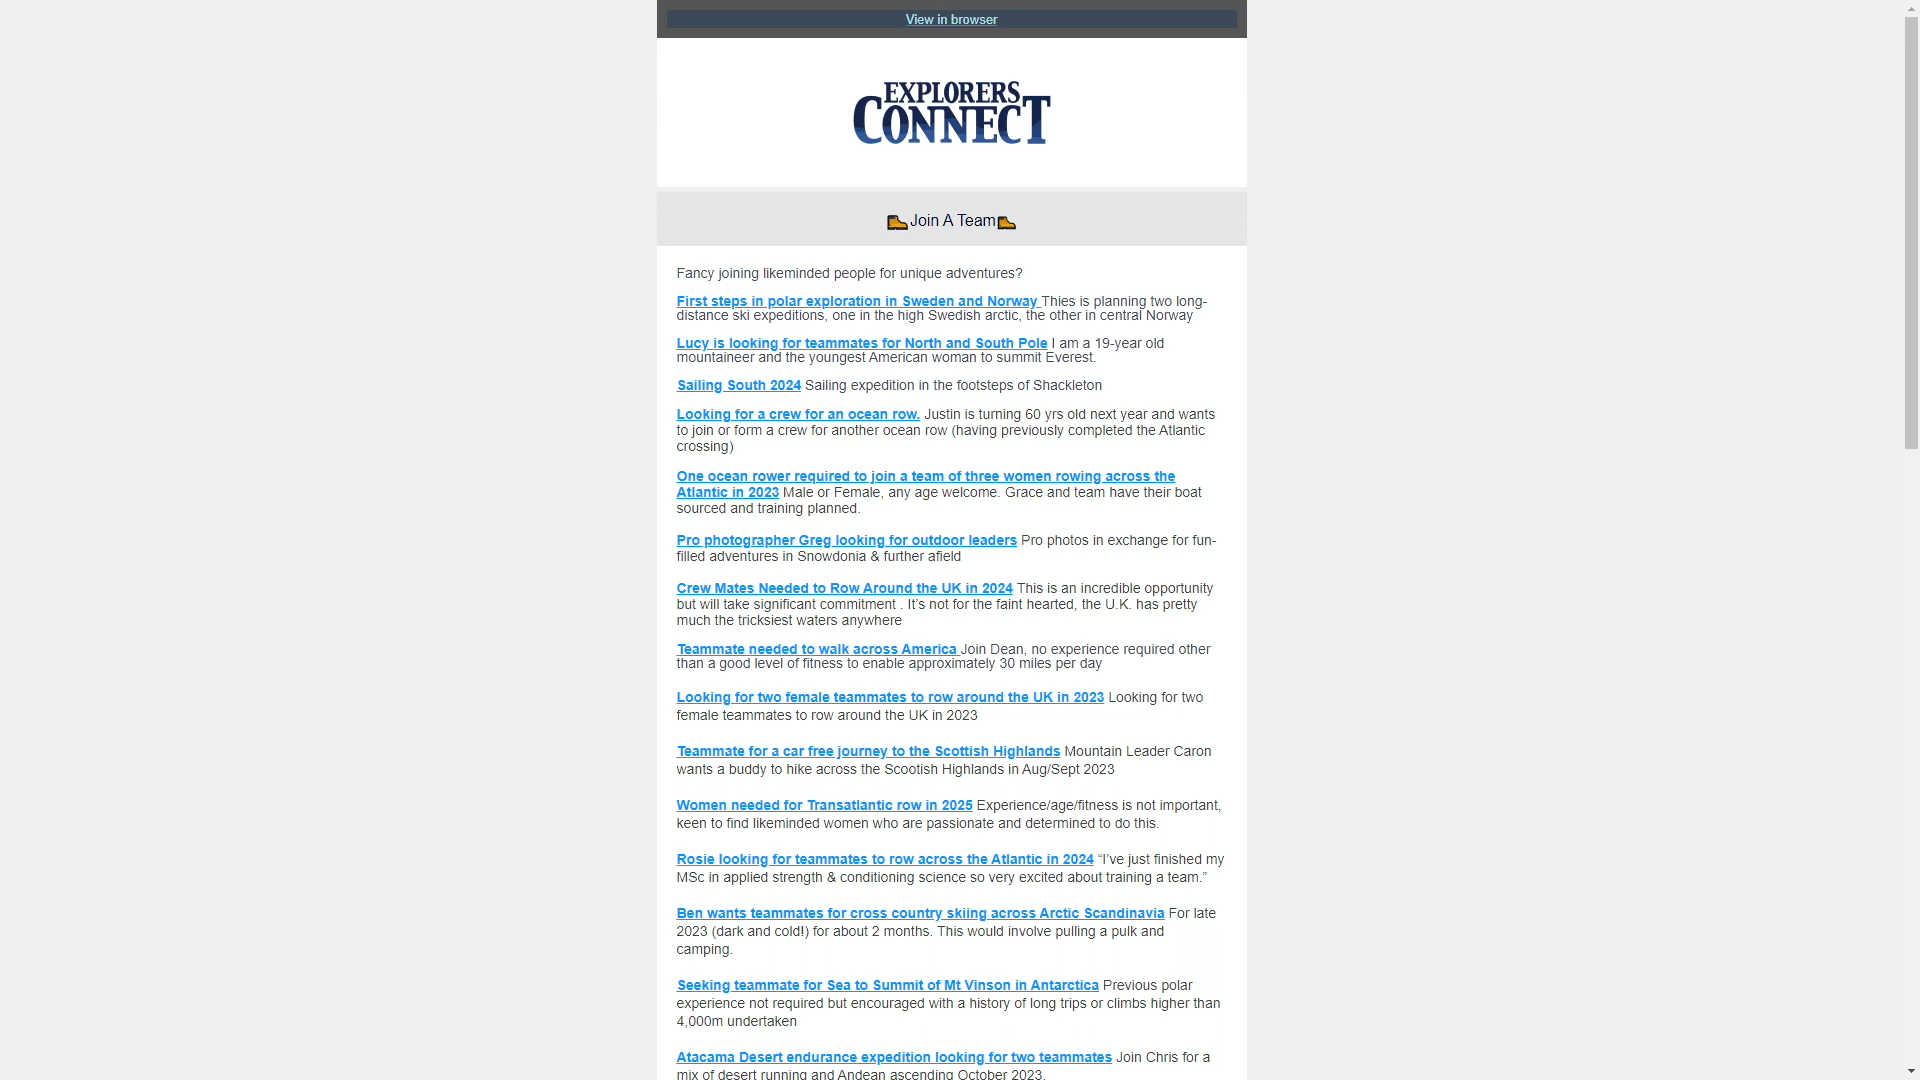 View in browser
EXPLORERS
CONNECT
Join A Team
Fancy joining likeminded people for unique adventures?
First steps in polar exploration in Sweden and Norway Thies is planning two long-
distance ski expeditions, one in the high Swedish arctic, the other in central Norway
Lucy is looking for teammates for North and South Pole I am a 19-year old
mountaineer and the youngest American woman to summit Everest.
Sailing South 2024 Sailing expedition in the footsteps of Shackleton
Looking for a crew for an ocean row. Justin is turning 60 yrs old next year and wants
to join or form a crew for another ocean row (having previously completed the Atlantic
crossing)
One ocean rower required to join a team of three women rowing across the
Atlantic in 2023 Male or Female, any age welcome. Grace and team have their boat
sourced and training planned.
Pro photographer Greg looking for outdoor leaders Pro photos in exchange for fun-
filled adventures in Snowdonia & further afield
Crew Mates Needed to Row Around the UK in 2024 This is an incredible opportunity
but will take significant commitment . It’s not for the faint hearted, the U.K. has pretty
much the tricksiest waters anywhere
Teammate needed to walk across America Join Dean, no experience required other
than a good level of fitness to enable approximately 30 miles per day
Looking for two female teammates to row around the UK in 2023 Looking for two
female teammates to row around the UK in 2023
Teammate for a car free journey to the Scottish Highlands Mountain Leader Caron
wants a buddy to hike across the Scootish Highlands in Aug/Sept 2023
Women needed for Transatlantic row in 2025 Experience/age/fitness is not important,
keen to find likeminded women who are passionate and determined to do this.
Rosie looking for teammates to row across the Atlantic in 2024 “I’ve just finished my
MSc in applied strength & conditioning science so very excited about training a team.”
Ben wants teammates for cross country skiing across Arctic Scandinavia For late
2023 (dark and cold!) for about 2 months. This would involve pulling a pulk and
camping.
Seeking teammate for Sea to Summit of Mt Vinson in Antarctica Previous polar
experience not required but encouraged with a history of long trips or climbs higher than
4,000m undertaken
Atacama Desert endurance expedition looking for two teammates Join Chris for a
mix of desert running and Andean ascending October 2023.